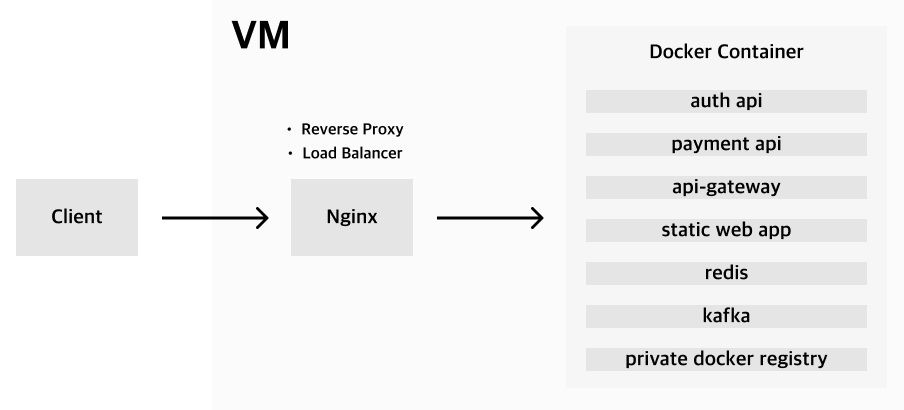 VM
Docker Container
auth api
payment api
api-gateway
static web app
redis
kafka
private docker registry
• Reverse Proxy
• Load Balancer
Client
Nginx